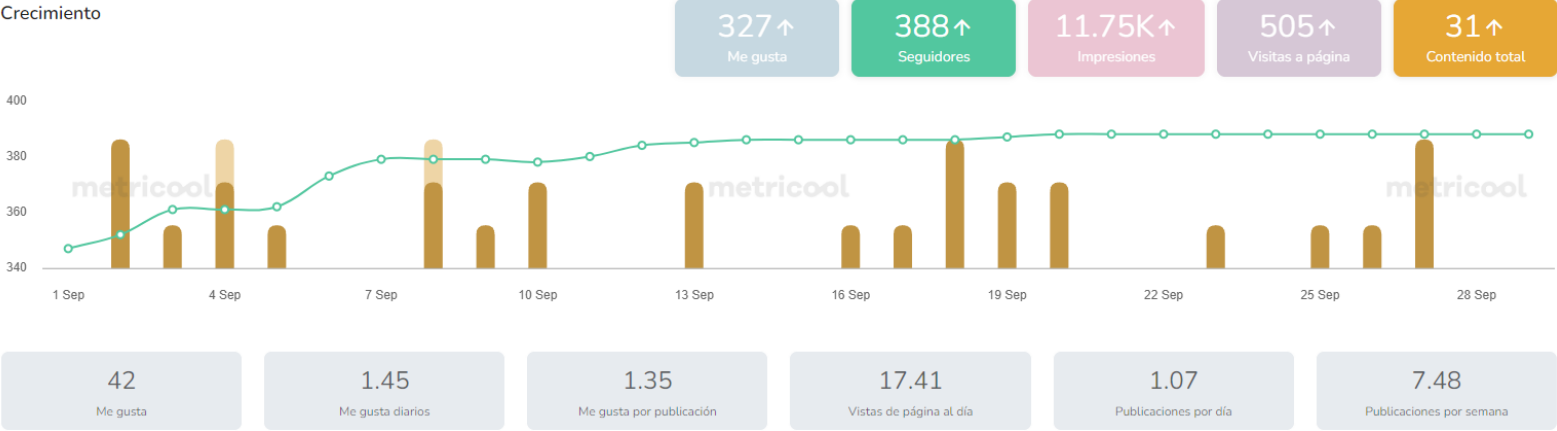 Crecimiento
327
Me gusta
388
Seguidores
11.75K
Impresiones
505
Visitas a página
31
Contenido total
400
380
360
340
metricool
metricool
metricool
1 Sep
4 Sep
7 Sep
10 Sep
13 Sep
16 Sep
19 Sep
22 Sep
25 Sep
28 Sep
42
Me gusta
1.45
Me gusta diarios
1.35
Me gusta por publicación
17.41
Vistas de página al día
1.07
Publicaciones por día
7.48
Publicaciones por semana